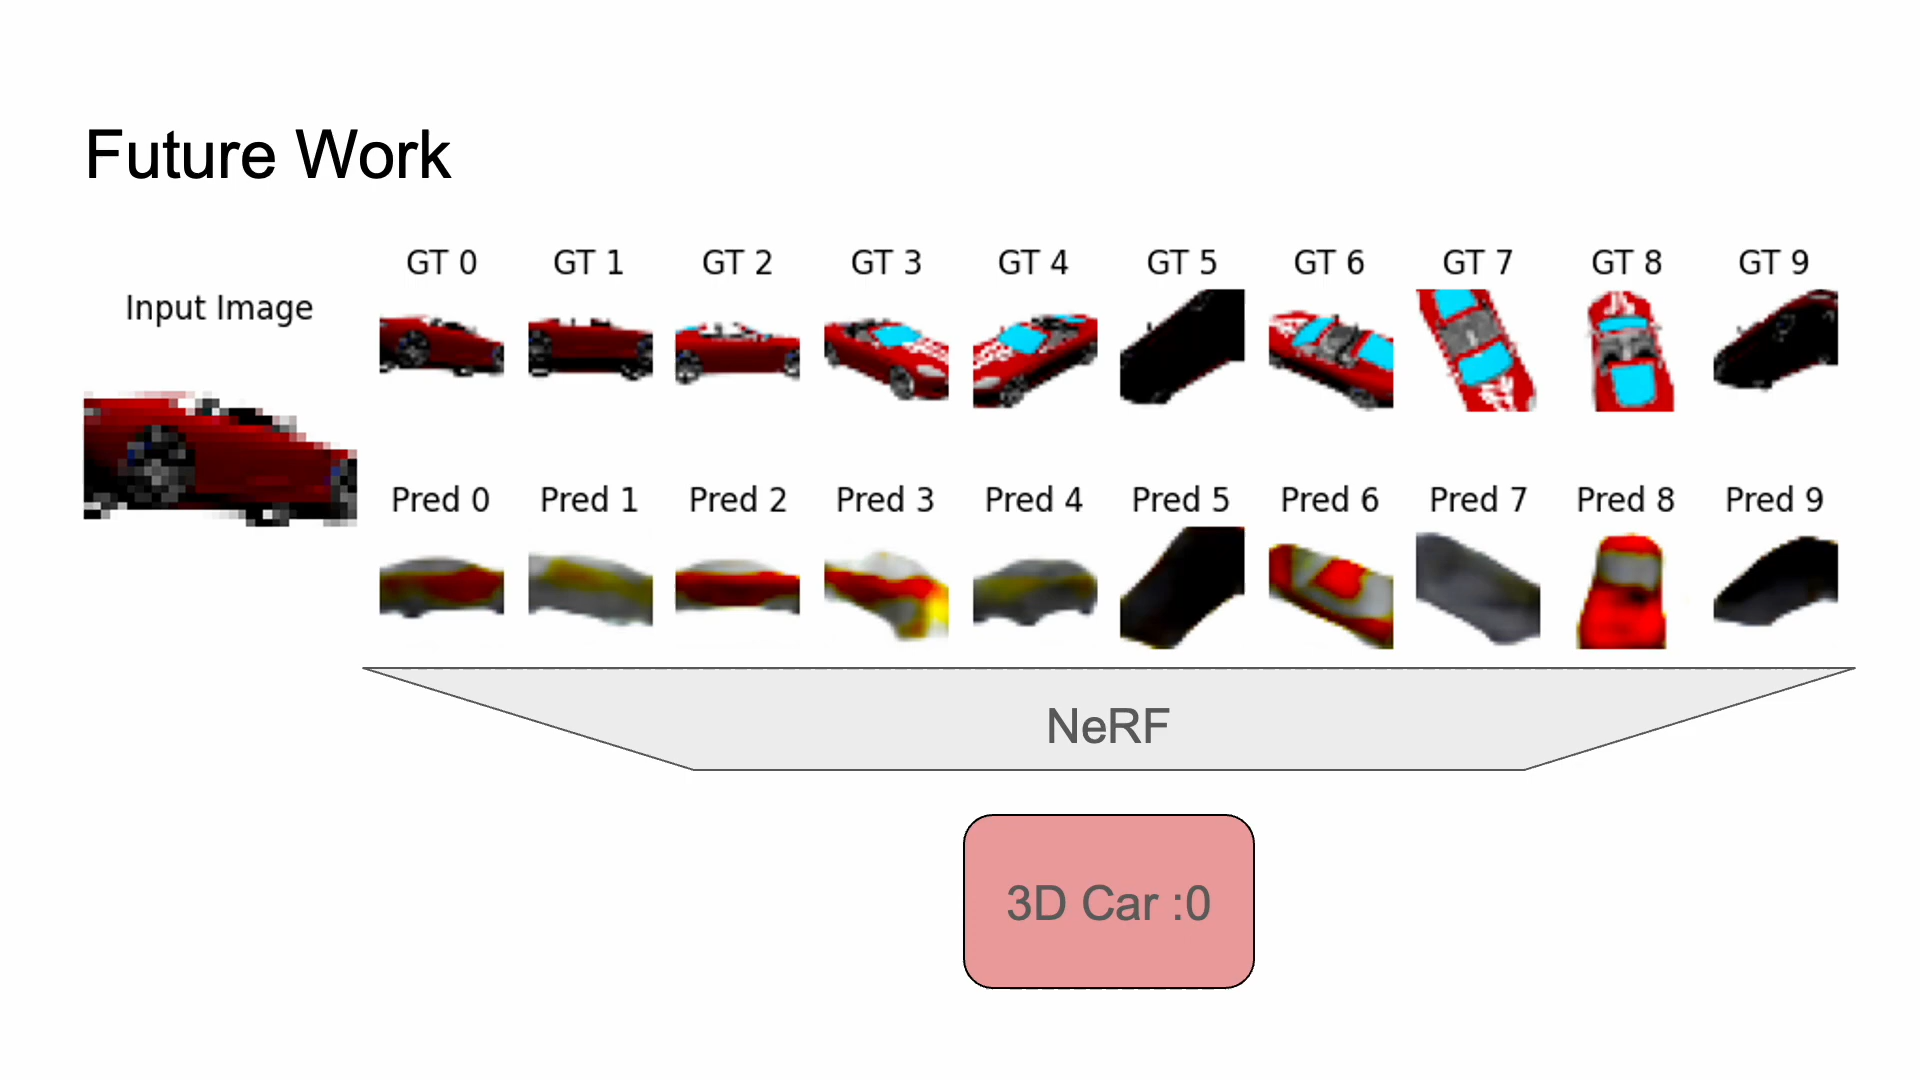 Future Work
Input Image
GT 0 GT 1 GT 2 GT 3 GT 4 GT 5 GT 6 GT 7 GT 8 GT 9
Pred 0 Pred 1 Pred 2 Pred 3 Pred 4 Pred 5 Pred 6 Pred 7 Pred 8 Pred 9
NeRF
3D Car :0